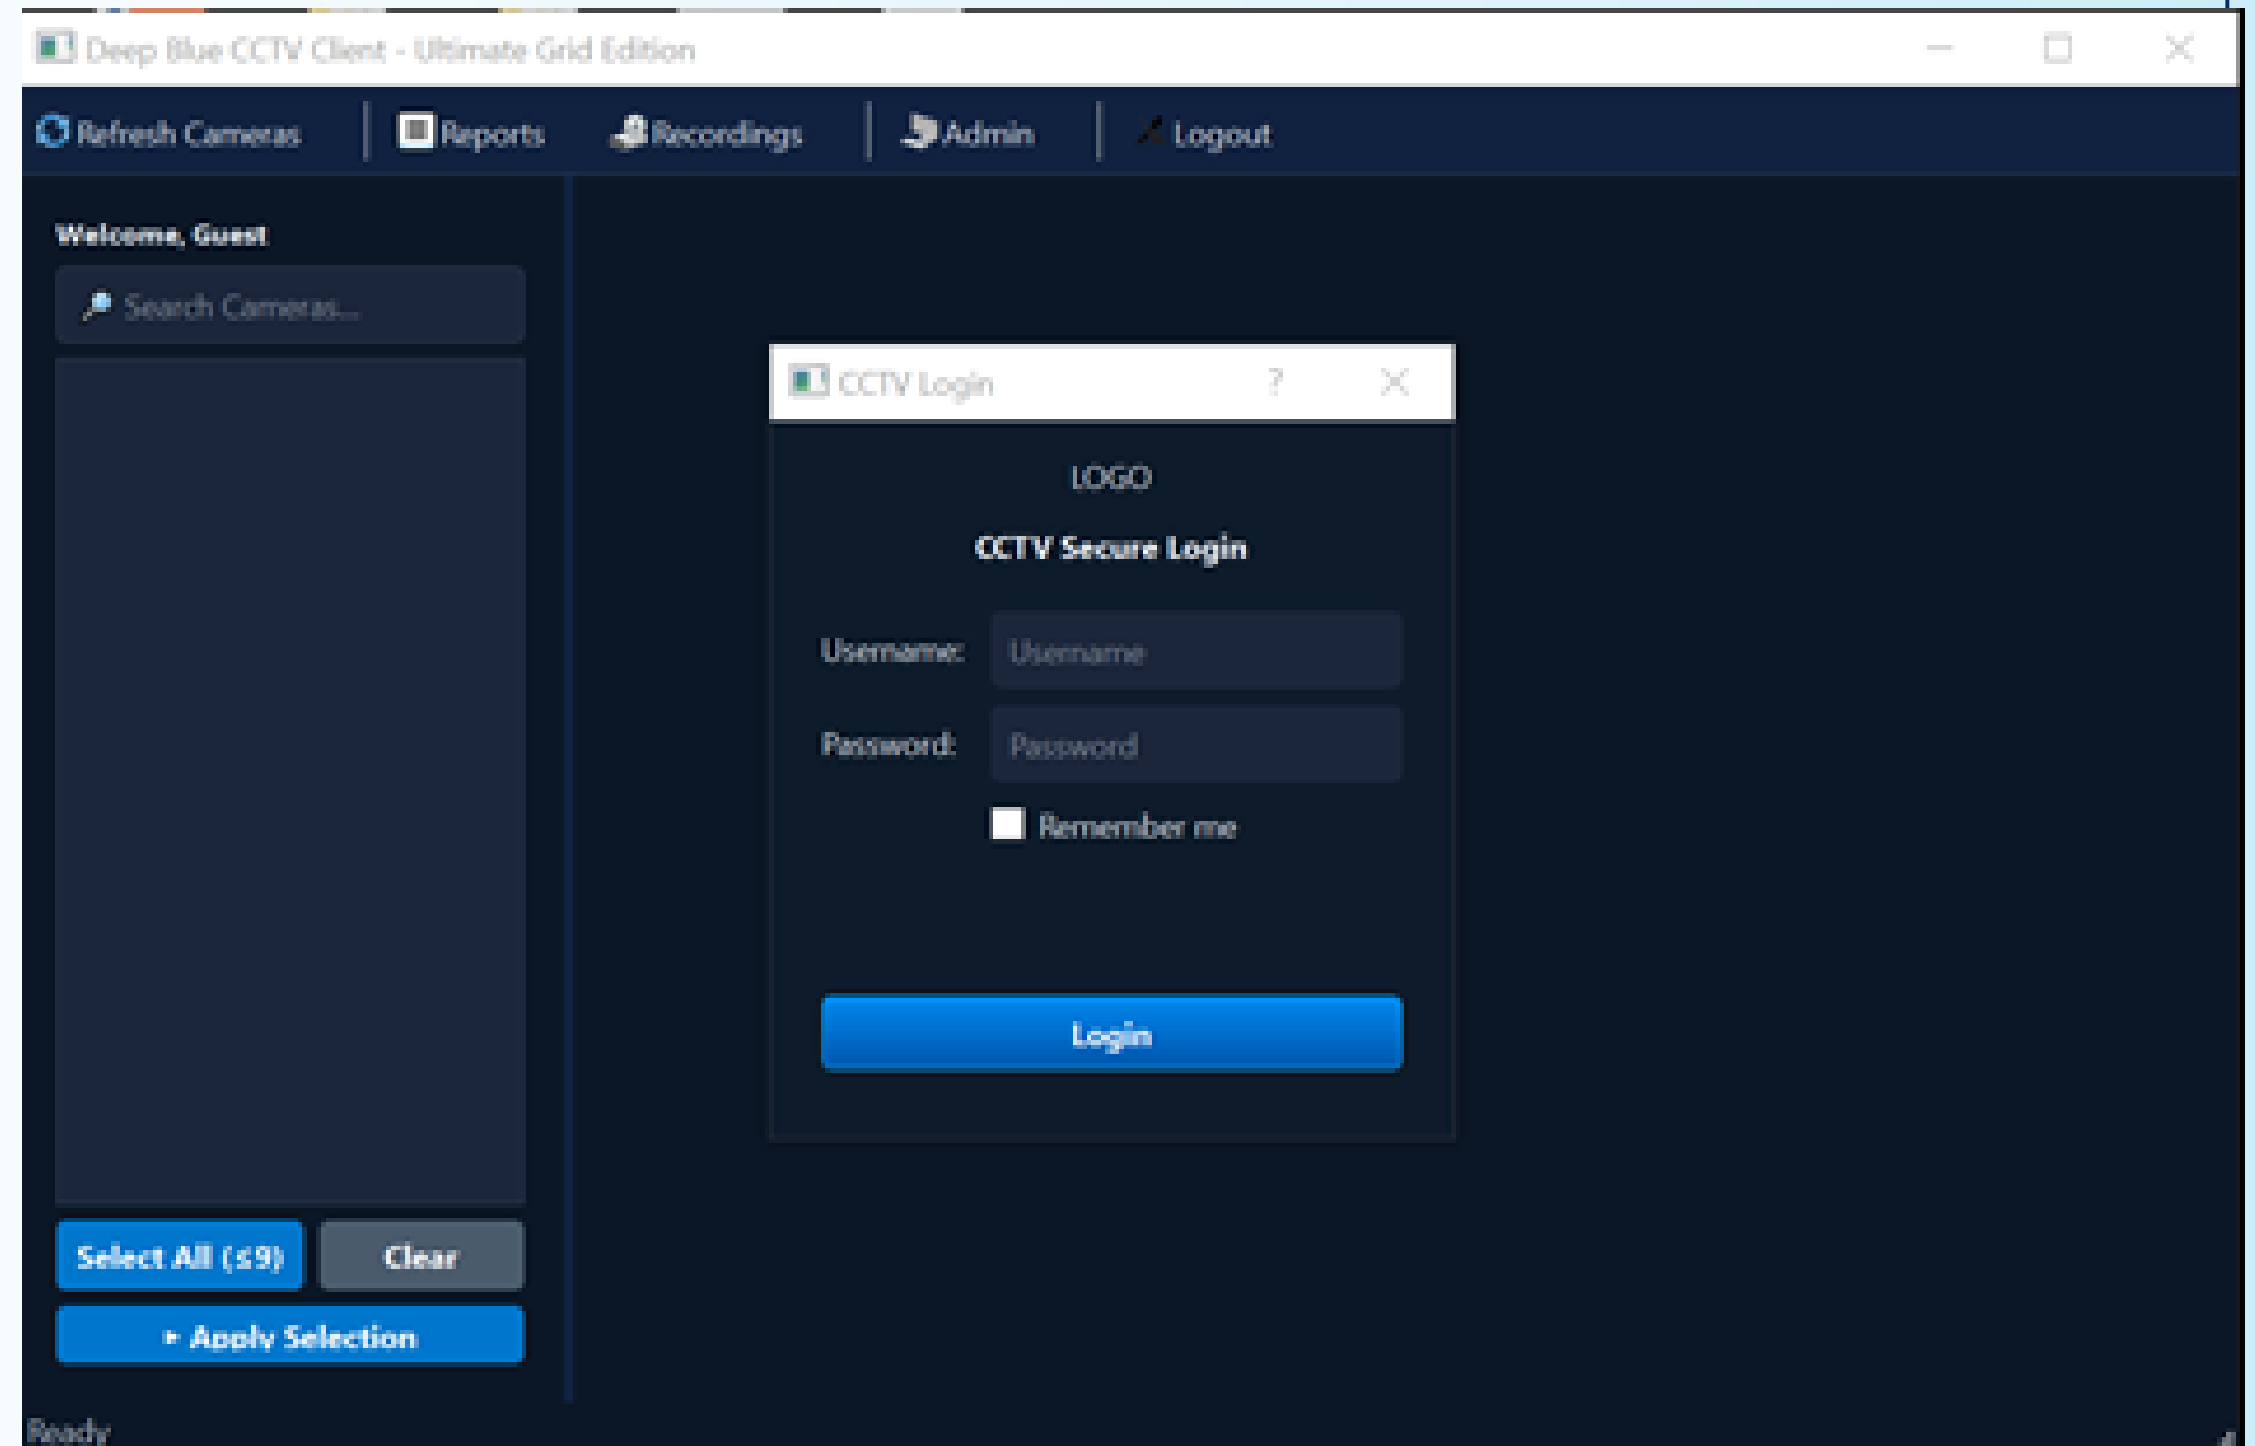 Deep Blue CCTV Client - Ultimate Grid Edition
Refresh Cameras Reports Recordings Admin Logout
Welcome, Guest
Search Cameras...
CCTV Login
LOGO
CCTV Secure Login
Username: Username
Password: Password
Remember me
Login
Select All (≤9) Clear
Apply Selection
Ready